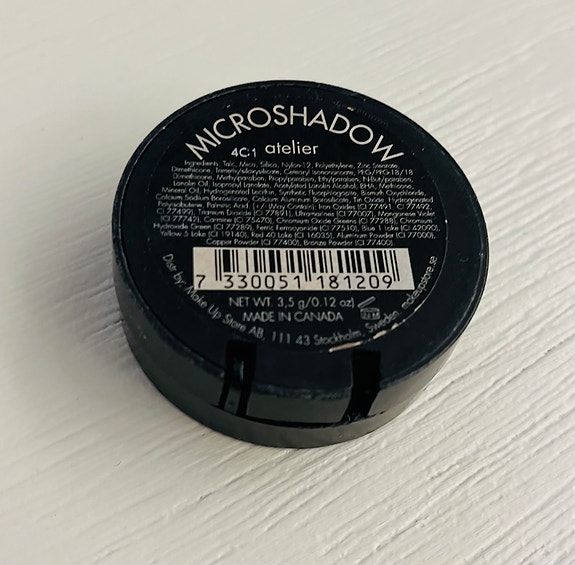 MICROSHADOW
4C:1 atelier
Ingredients: Talc, Mica, Silica, Nylon-12, Polyethylene, Zinc Stearate,
Dimethicone, Trimethylsiloxysilicate, Cetearyl Isononanoate, PEG/PPG-18/18
Dimethicone, Methylparaben, Propylparaben, Ethylparaben, N-Butylparaben,
Lanolin Oil, Isopropyl Lanolate, Acetylated Lanolin Alcohol, BHA,
Mineral Oil, Hydrogenated Lecithin, Synthetic Fluorphlogopite, Bismuth Oxychloride,
Calcium Sodium Borosilicate, Calcium Aluminum Borosilicate, Tin Oxide, Hydrogenated
Polyisobutene, Palmitic Acid, [+/- (May Contain): Iron Oxides (CI 77491, CI 77492,
CI 77499), Titanium Dioxide (CI 77891), Ultramarines (CI 77007), Manganese Violet
(CI 77742), Carmine (CI 75470), Chromium Oxide Greens (CI 77288), Chromium
Hydroxide Green (CI 77289), Ferric Ferrocyanide (CI 77510), Blue 1 Lake (CI 42090),
Yellow 5 Lake (CI 19140), Red 40 Lake (CI 16035), Aluminum Powder (CI 77000),
Copper Powder (CI 77400), Bronze Powder (CI 77400).
7 330051 181209
NET WT. 3,5 g/0.12 oz)
MADE IN CANADA
Distr by: Make Up Store AB, 111 43 Stockholm, Sweden, makeupstore.se